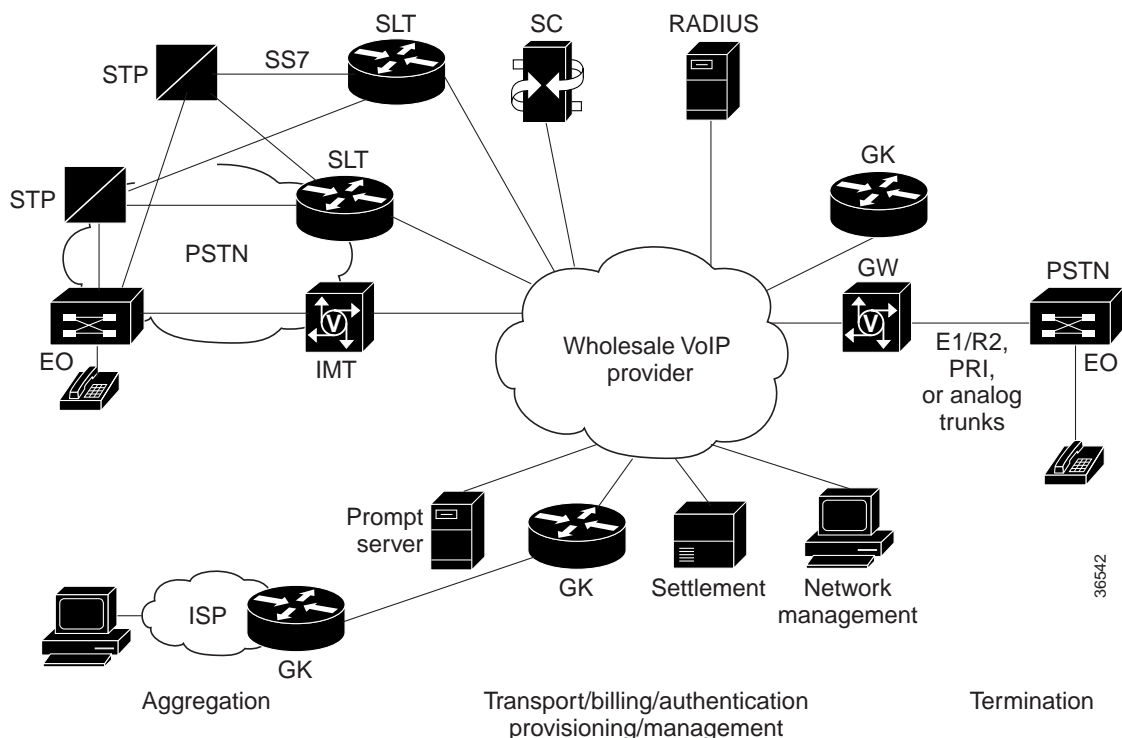 SLT
SC
RADIUS
STP
SS7
GK
STP
SLT
PSTN
GW
PSTN
EO
IMT
V
V
Wholesale VoIP
provider
E1/R2,
PRI,
or analog
trunks
EO
Prompt
server
GK
Settlement
Network
management
36542
ISP
GK
Aggregation
Transport/billing/authentication
provisioning/management
Termination